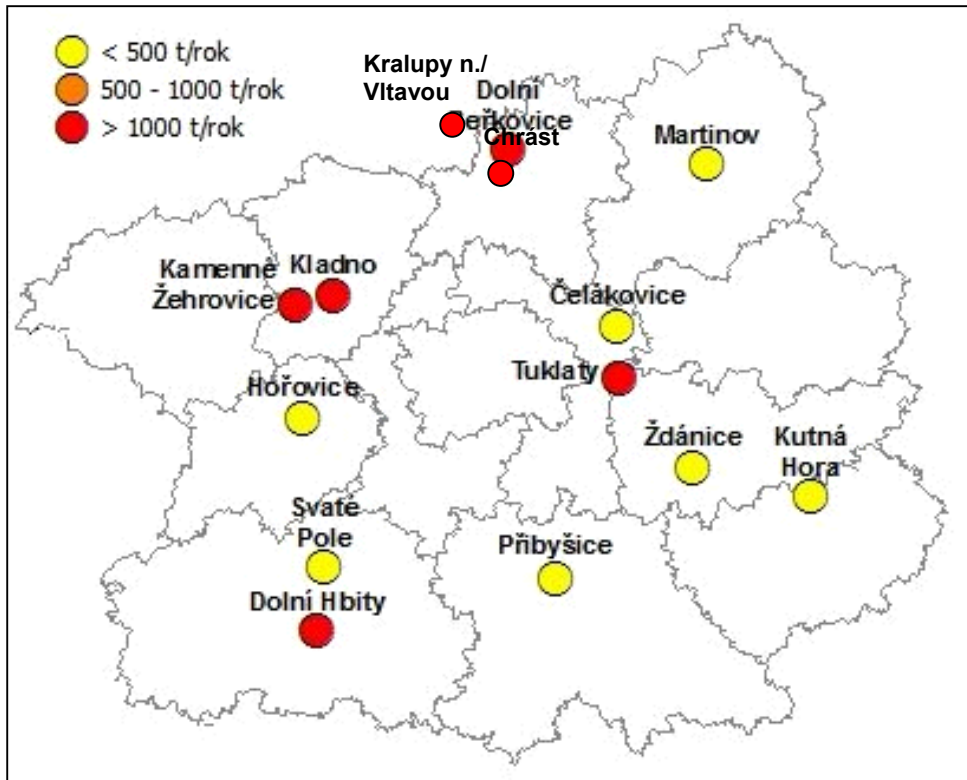 < 500 t/rok
500 - 1000 t/rok
> 1000 t/rok
Kralupy n./
Vltavou
Dolní
Chrást
Martinov
Kamenné
Žehrovice
Kladno
Čelákovice
Tuklaty
Hořovice
Ždánice
Kutná
Hora
Svaté
Pole
Přibyšice
Dolní Hbity